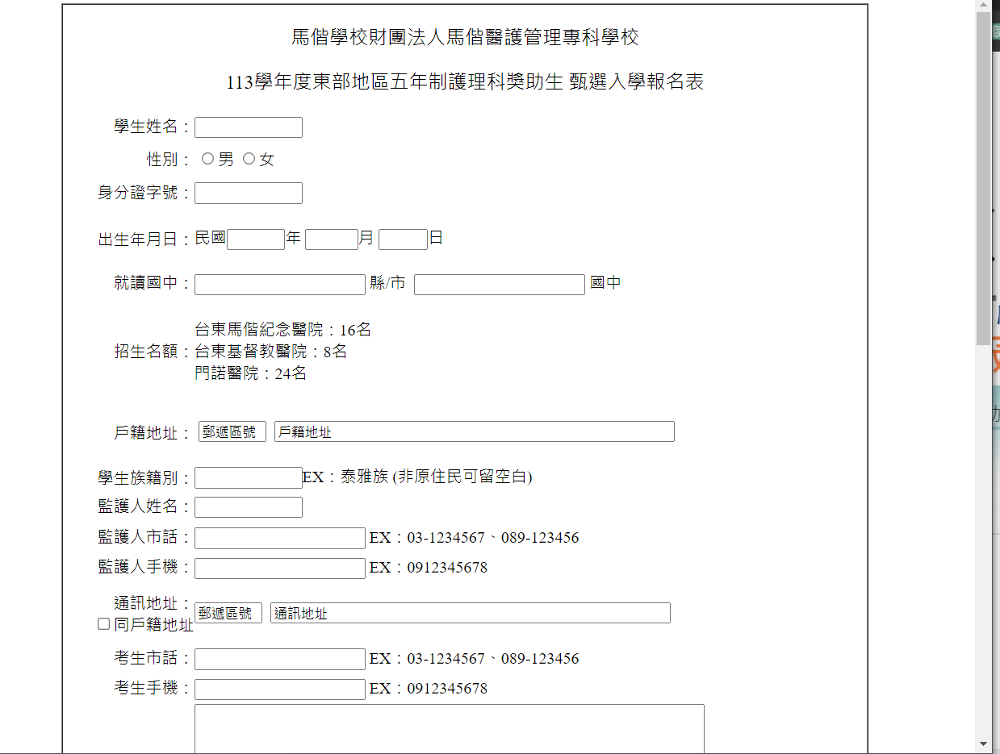 馬偕學校財團法人馬偕醫護管理專科學校
113學年度東部地區五年制護理科獎助生 甄選入學報名表
學生姓名：
性別： 男 女
身分證字號：
出生年月日：民國 年 月 日
就讀國中： 縣/市 國中
台東馬偕紀念醫院：16名
招生名額：台東基督教醫院：8名
門諾醫院：24名
戶籍地址： 郵遞區號 戶籍地址
學生族籍別： EX：泰雅族 (非原住民可留空白)
監護人姓名：
監護人市話： EX：03-1234567、089-123456
監護人手機： EX：0912345678
通訊地址：
同戶籍地址 郵遞區號 通訊地址
考生市話： EX：03-1234567、089-123456
考生手機： EX：0912345678